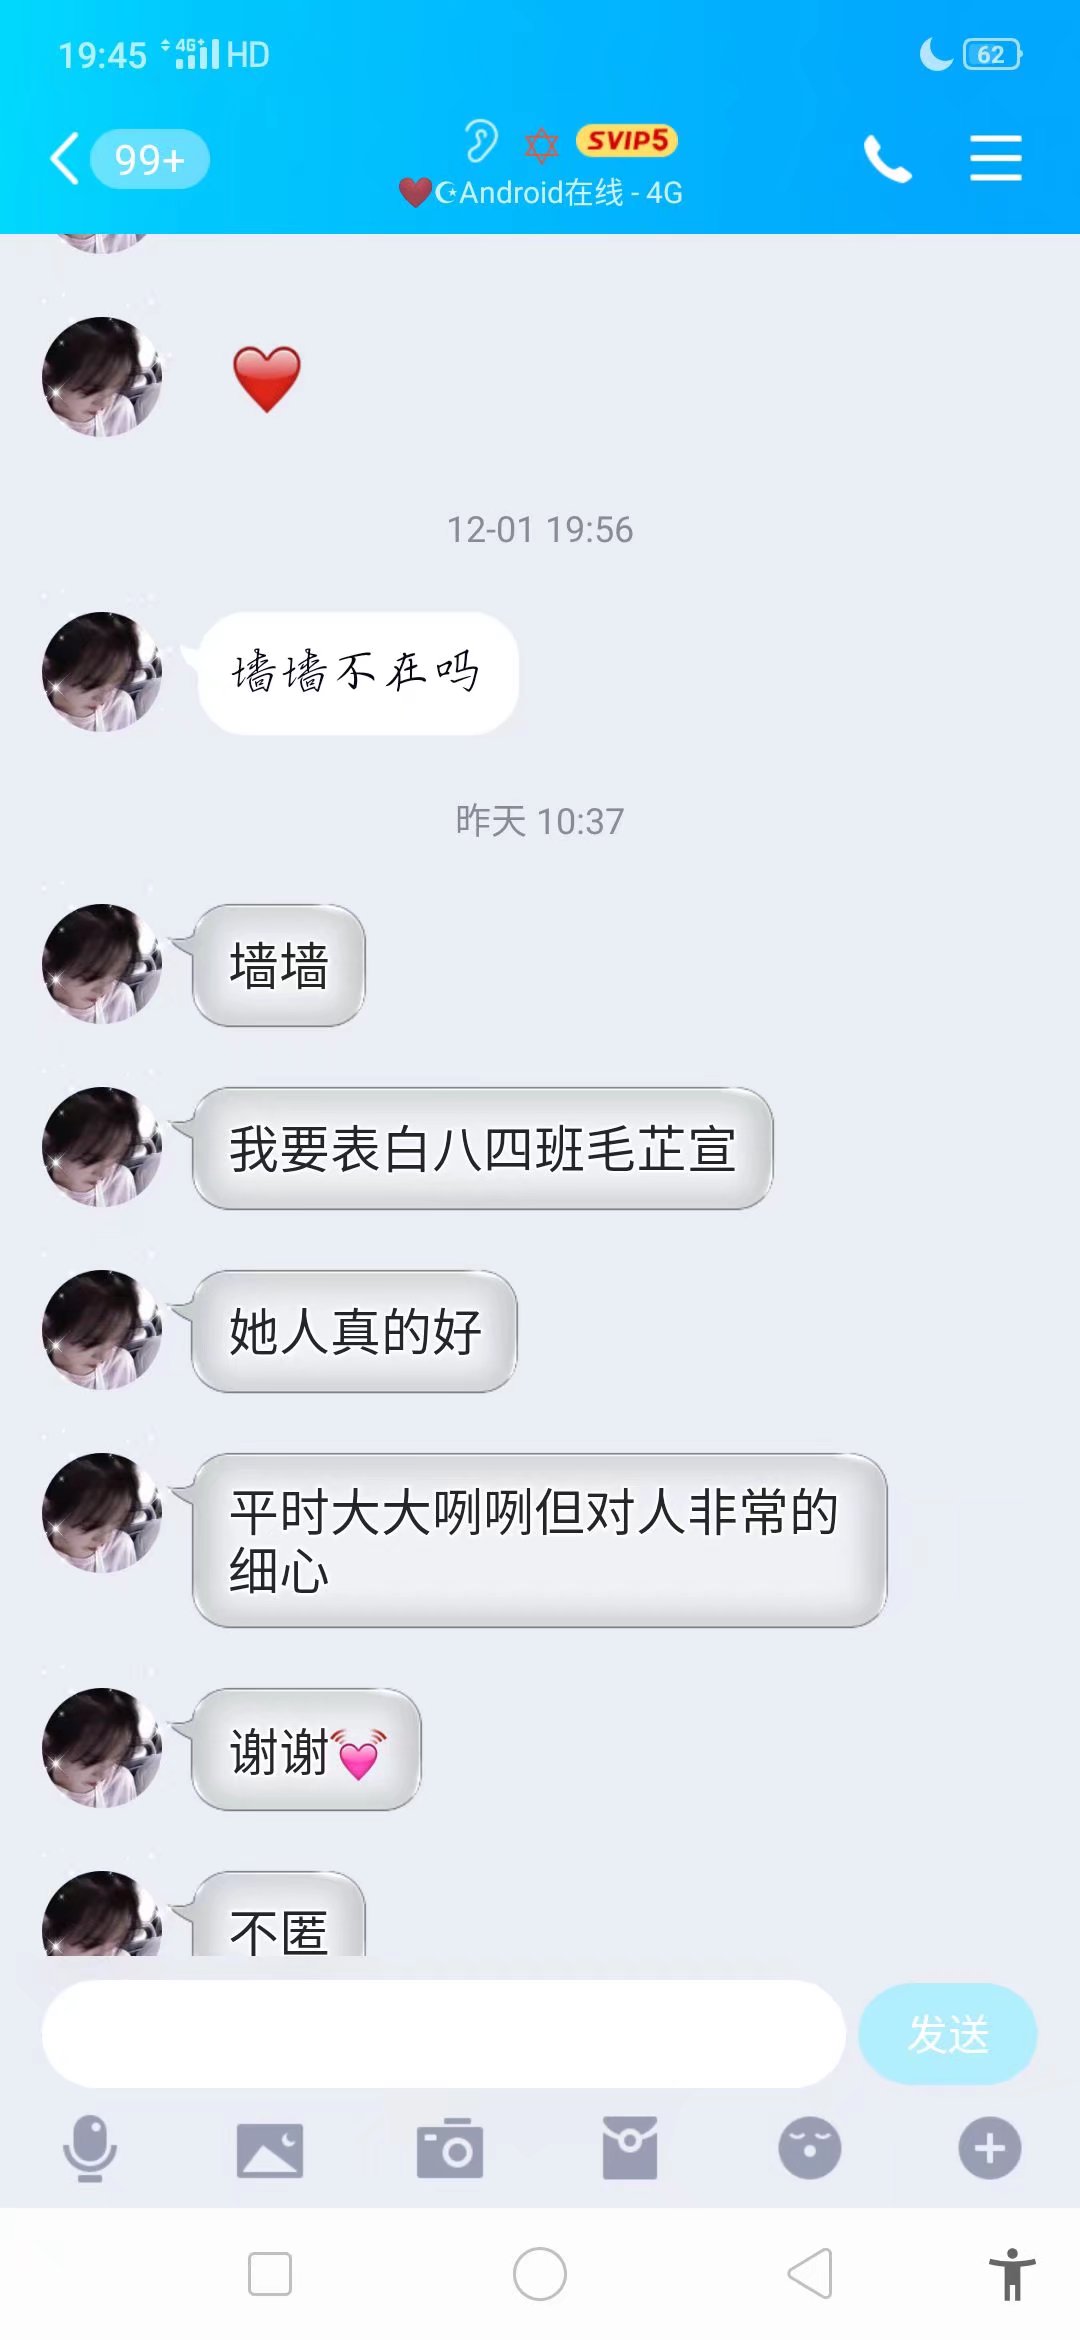 19:45 4G+ HD 62
99+
SVIP5
Android在线 - 4G
12-01 19:56
墙墙不在吗
昨天 10:37
墙墙
我要表白八四班毛芷宣
她人真的好
平时大大咧咧但对人非常的
细心
谢谢
不匿
发送